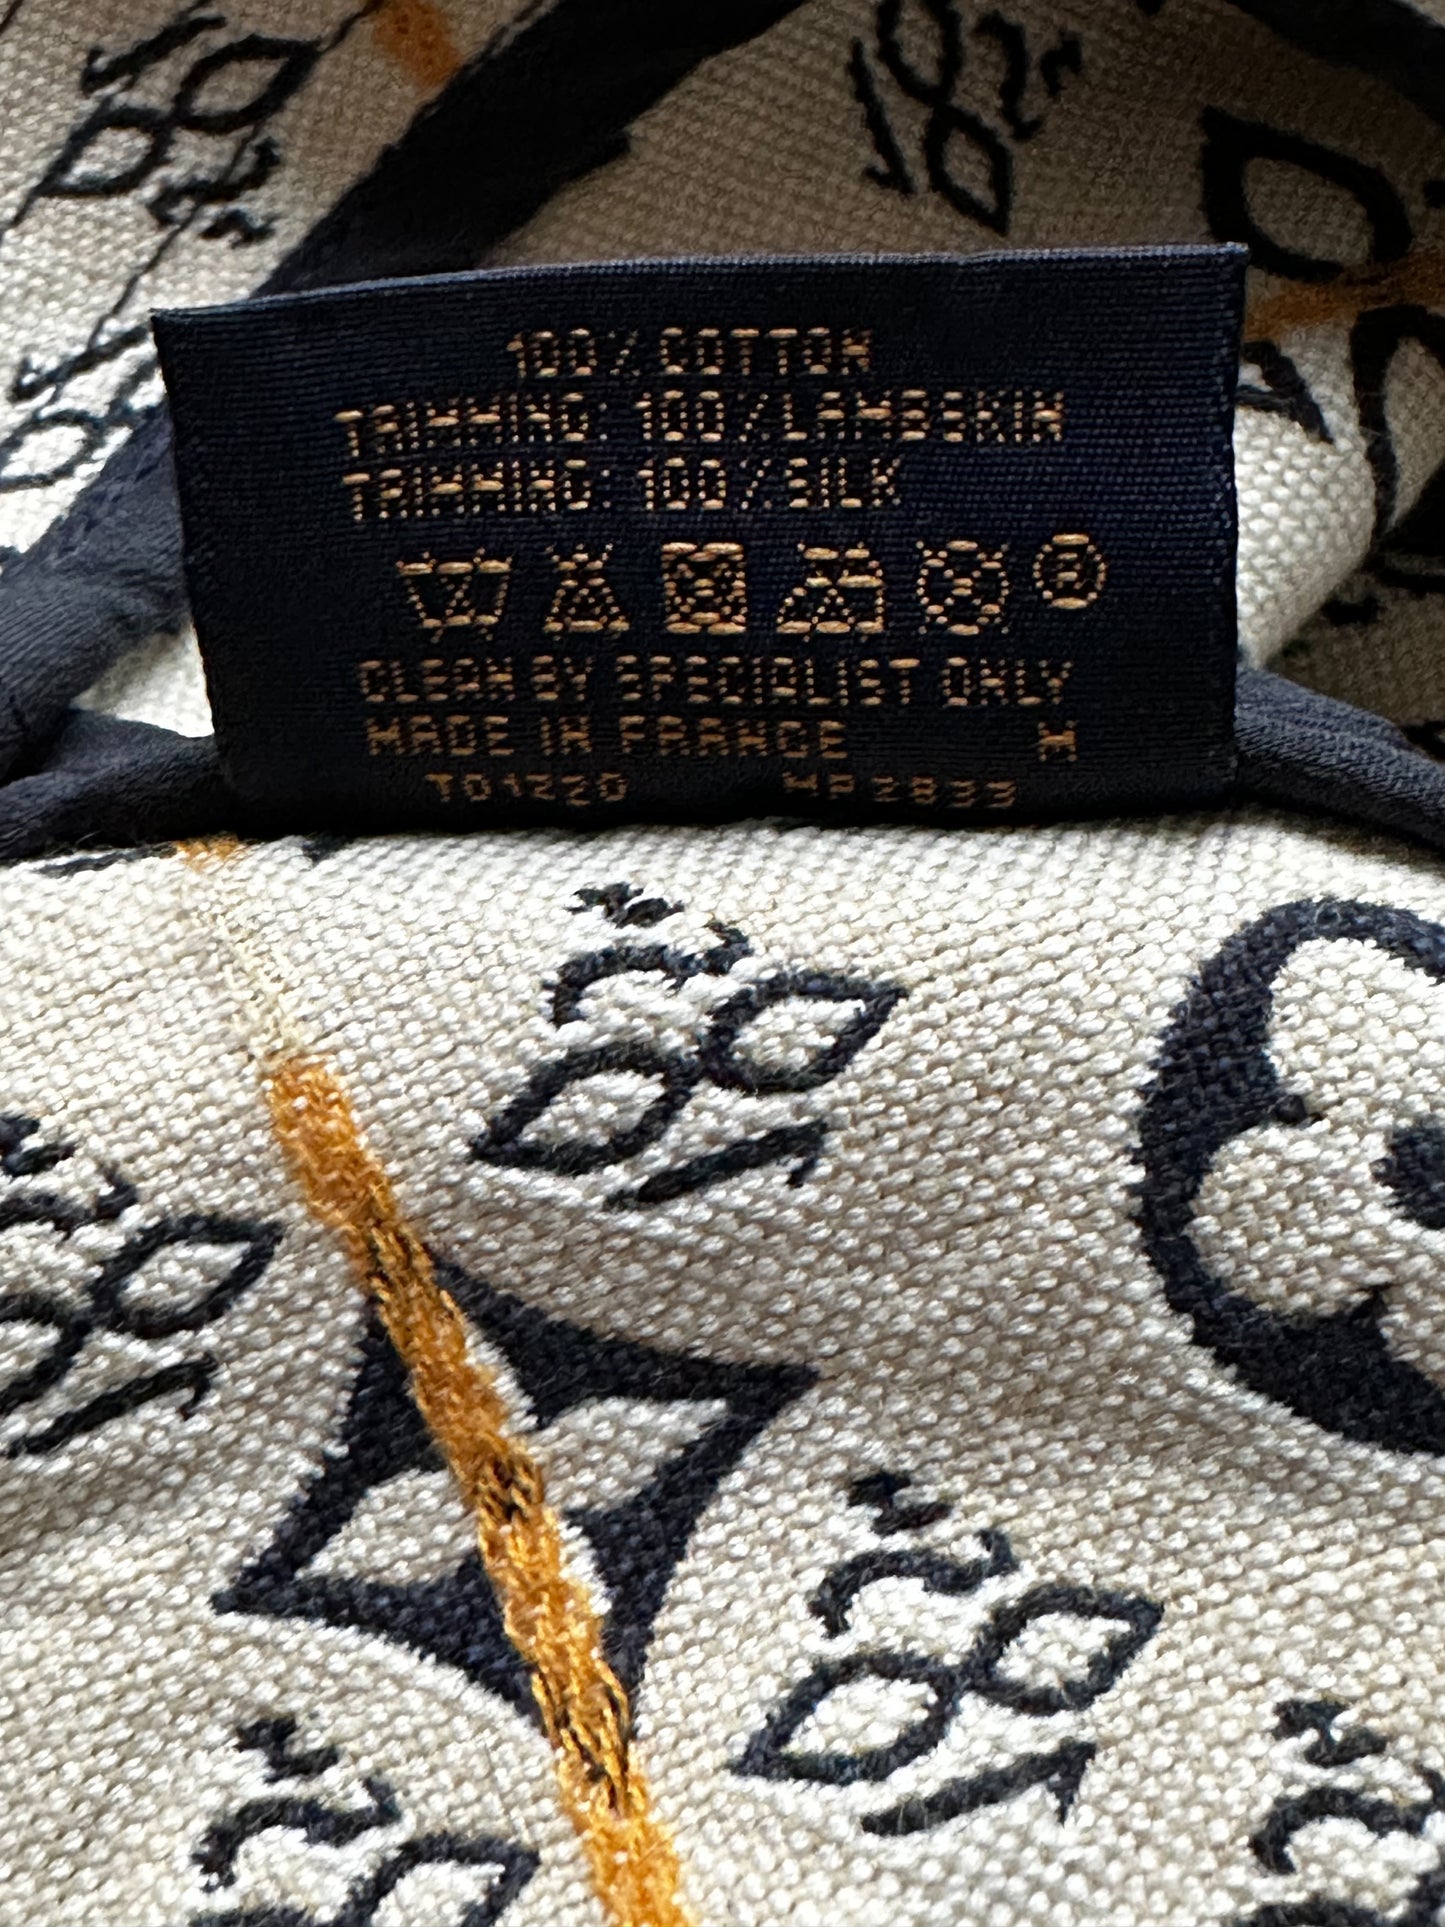 100% COTTON
TRIMMING: 100% LAMBSKIN
TRIMMING: 100% SILK
P
CLEAN BY SPECIALIST ONLY
MADE IN FRANCE M
TO1220 MP2833